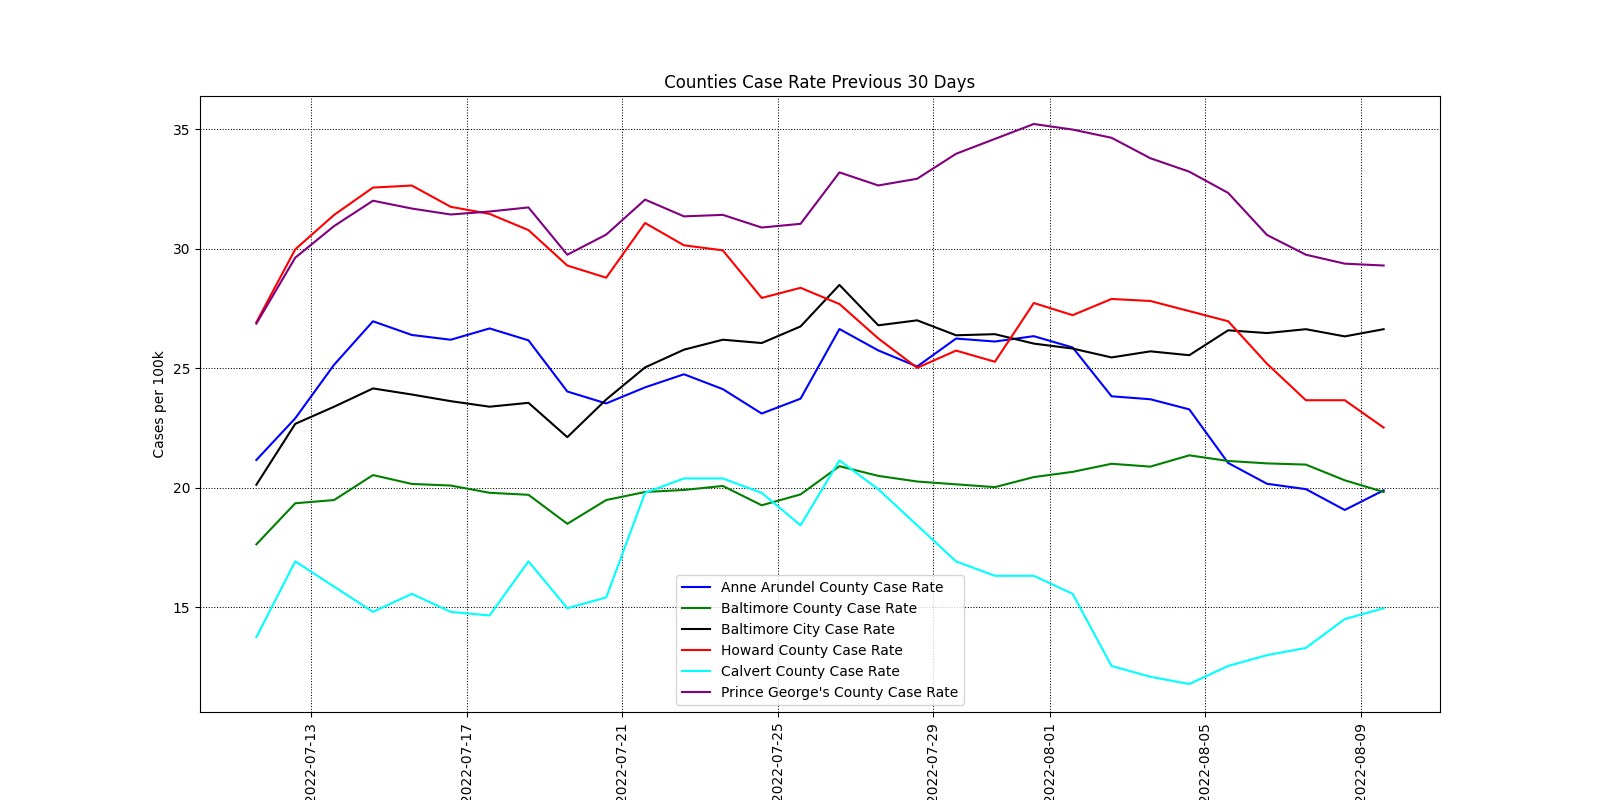 Counties Case Rate Previous 30 Days
Cases per 100k
35
30
25
20
15
Anne Arundel County Case Rate
Baltimore County Case Rate
Baltimore City Case Rate
Howard County Case Rate
Calvert County Case Rate
Prince George's County Case Rate
2022-07-13
2022-07-17
2022-07-21
2022-07-25
2022-07-29
2022-08-01
2022-08-05
2022-08-09